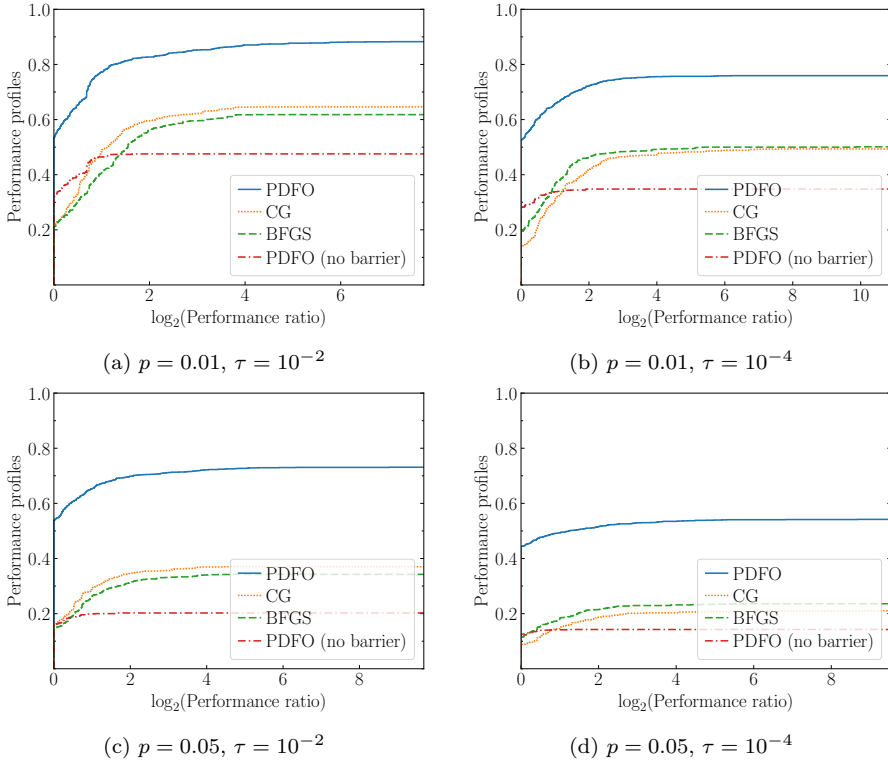 1.0
0.8
0.6
0.4
0.2
Performance profiles
PDFO
CG
BFGS
PDFO (no barrier)
0 2 4 6
log₂(Performance ratio)
(a) p = 0.01, τ = 10⁻²
1.0
0.8
0.6
0.4
0.2
Performance profiles
PDFO
CG
BFGS
PDFO (no barrier)
0 2 4 6 8 10
log₂(Performance ratio)
(b) p = 0.01, τ = 10⁻⁴
1.0
0.8
0.6
0.4
0.2
Performance profiles
PDFO
CG
BFGS
PDFO (no barrier)
0 2 4 6 8
log₂(Performance ratio)
(c) p = 0.05, τ = 10⁻²
1.0
0.8
0.6
0.4
0.2
Performance profiles
PDFO
CG
BFGS
PDFO (no barrier)
0 2 4 6 8
log₂(Performance ratio)
(d) p = 0.05, τ = 10⁻⁴